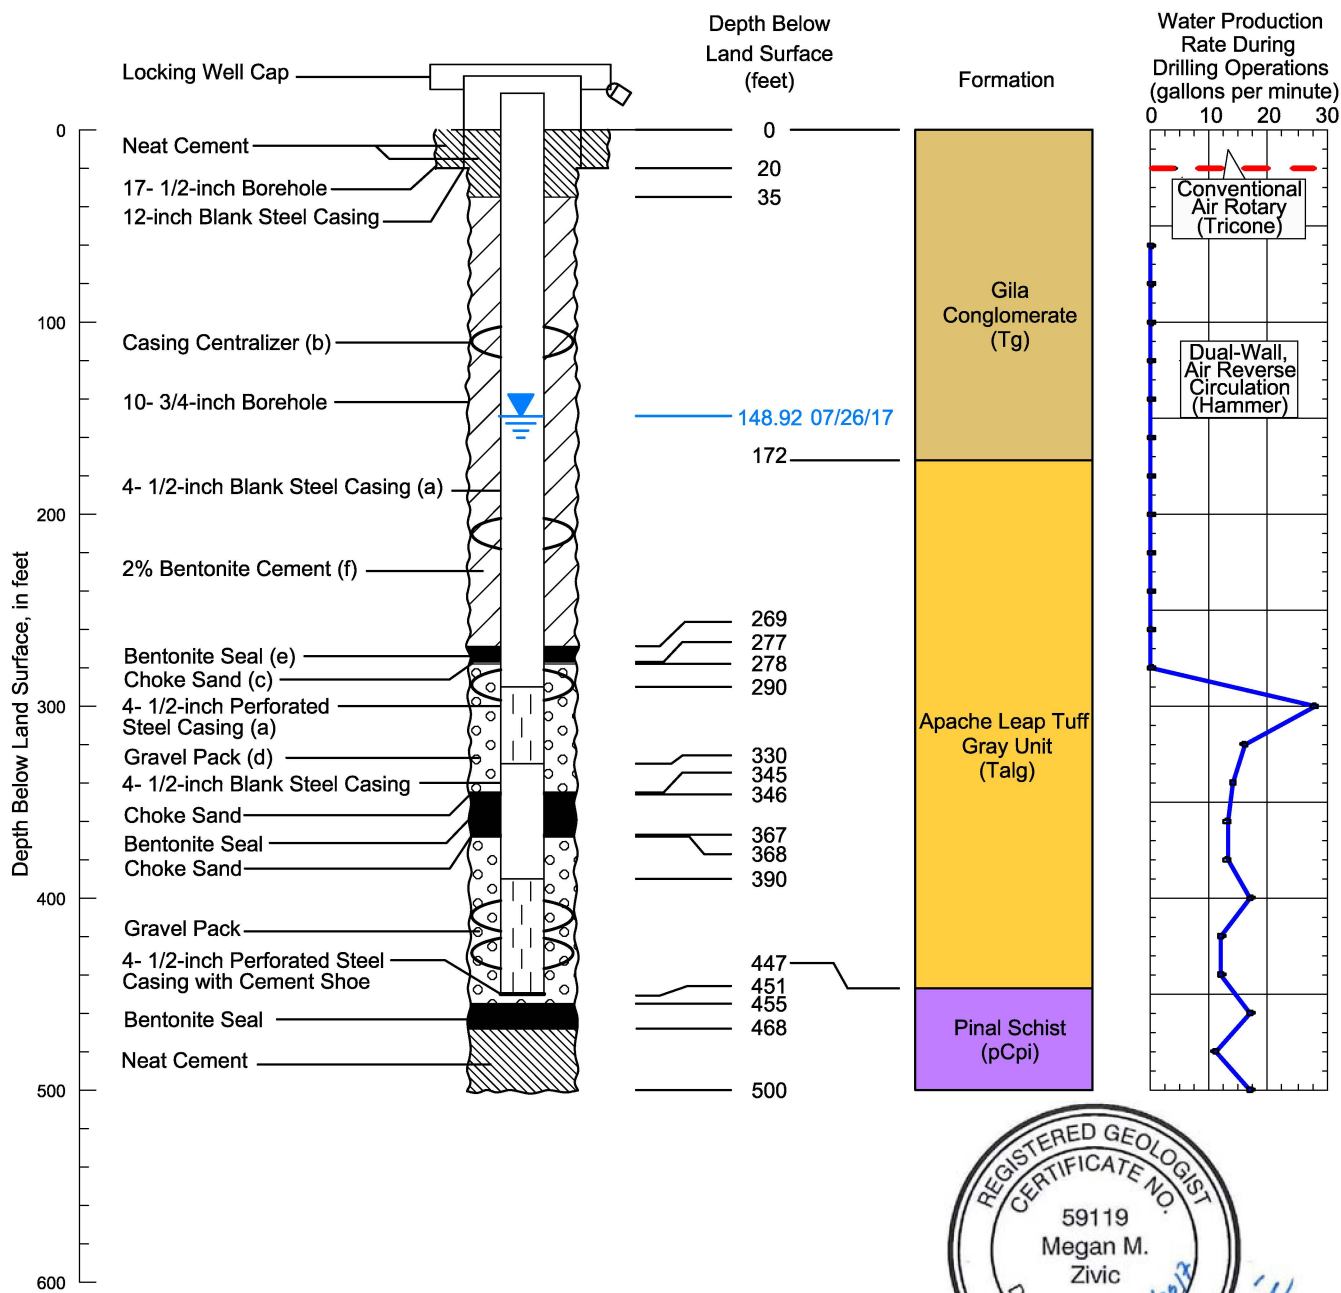 Depth Below
Land Surface
(feet)
Formation
Water Production
Rate During
Drilling Operations
(gallons per minute)
0 10 20 30
Locking Well Cap
Neat Cement
17- 1/2-inch Borehole
12-inch Blank Steel Casing
Casing Centralizer (b)
10- 3/4-inch Borehole
4- 1/2-inch Blank Steel Casing (a)
2% Bentonite Cement (f)
Bentonite Seal (e)
Choke Sand (c)
4- 1/2-inch Perforated
Steel Casing (a)
Gravel Pack (d)
4- 1/2-inch Blank Steel Casing
Choke Sand
Bentonite Seal
Choke Sand
Gravel Pack
4- 1/2-inch Perforated Steel
Casing with Cement Shoe
Bentonite Seal
Neat Cement
Depth Below Land Surface, in feet
0
100
200
300
400
500
600
0
20
35
148.92 07/26/17
172
269
277
278
290
330
345
346
367
368
390
447
451
455
468
500
Gila
Conglomerate
(Tg)
Apache Leap Tuff
Gray Unit
(Talg)
Pinal Schist
(pCpi)
Conventional
Air Rotary
(Tricone)
Dual-Wall,
Air Reverse
Circulation
(Hammer)
REGISTERED GEOLOGIST
CERTIFICATE NO.
59119
Megan M.
Zivic